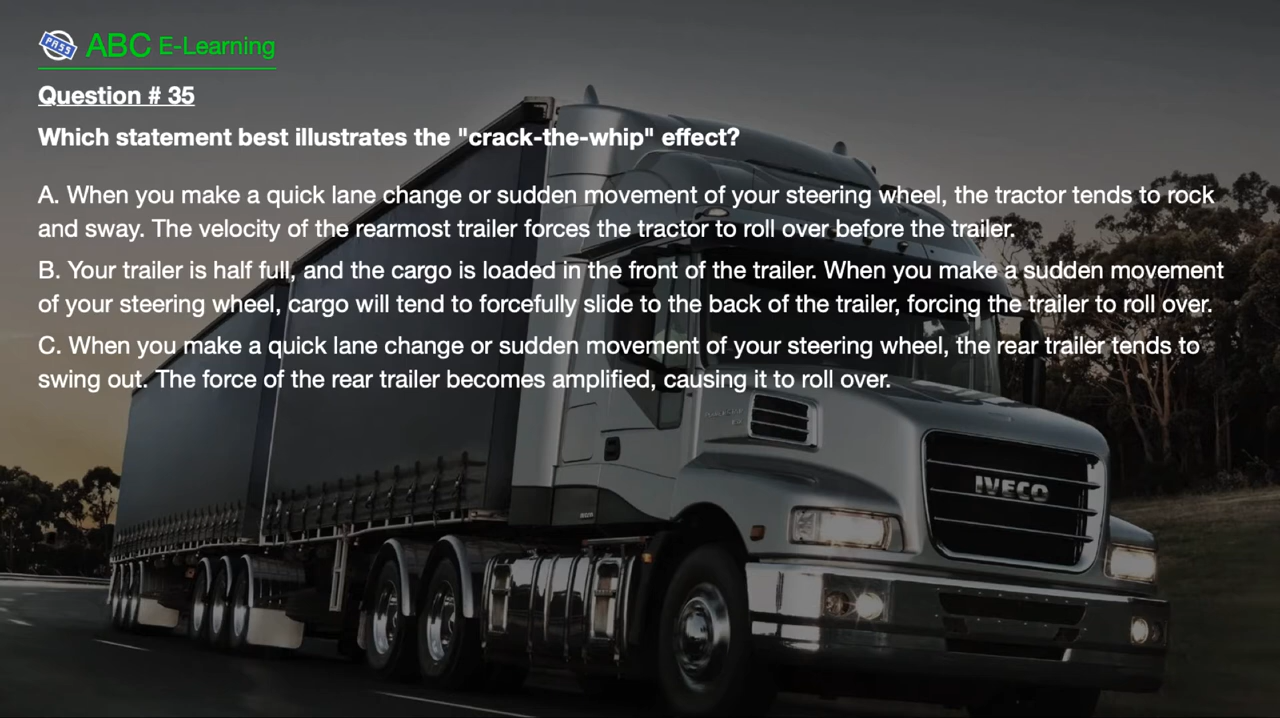 PASS
ABC E-Learning
Question # 35
Which statement best illustrates the "crack-the-whip" effect?
A. When you make a quick lane change or sudden movement of your steering wheel, the tractor tends to rock
and sway. The velocity of the rearmost trailer forces the tractor to roll over before the trailer.
B. Your trailer is half full, and the cargo is loaded in the front of the trailer. When you make a sudden movement
of your steering wheel, cargo will tend to forcefully slide to the back of the trailer, forcing the trailer to roll over.
C. When you make a quick lane change or sudden movement of your steering wheel, the rear trailer tends to
swing out. The force of the rear trailer becomes amplified, causing it to roll over.
IVECO